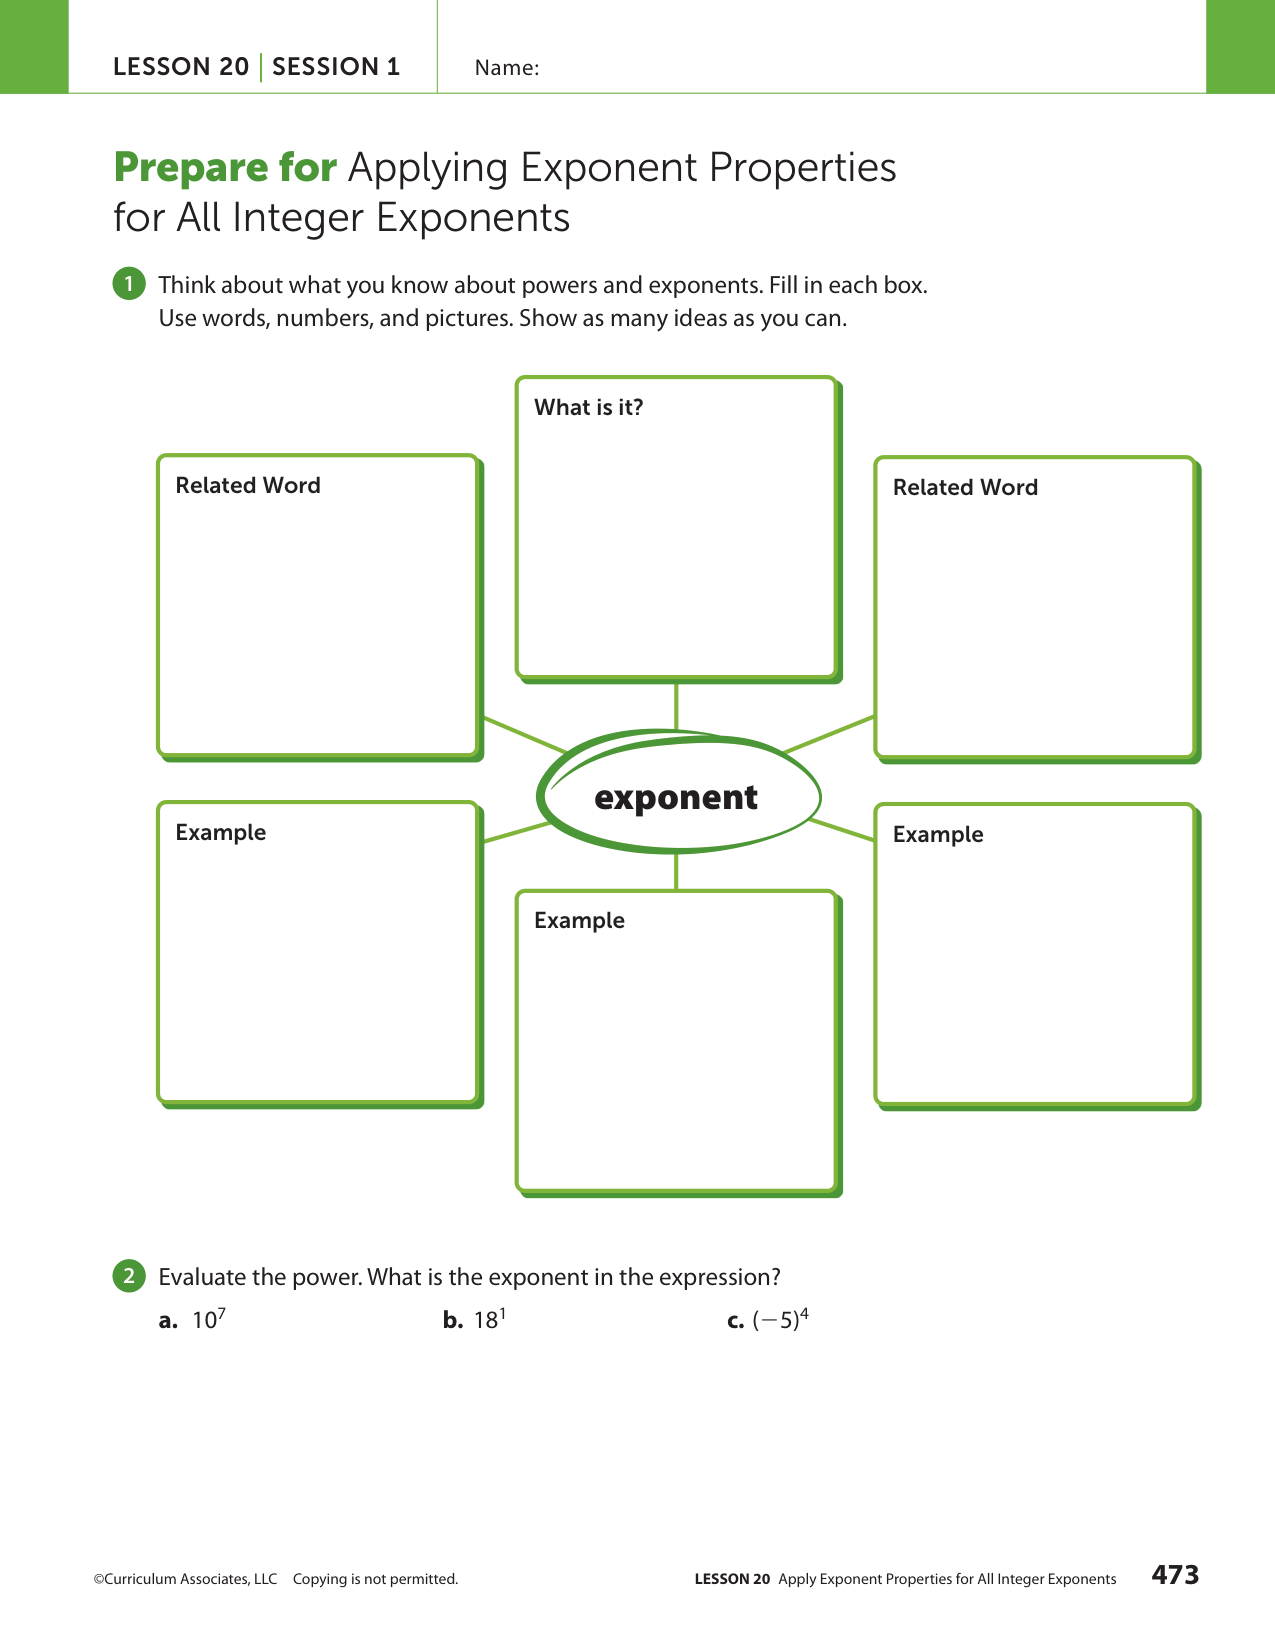 LESSON 20 | SESSION 1
Name:
Prepare for Applying Exponent Properties
for All Integer Exponents
1 Think about what you know about powers and exponents. Fill in each box.
Use words, numbers, and pictures. Show as many ideas as you can.
What is it?
Related Word
Related Word
exponent
Example
Example
Example
2 Evaluate the power. What is the exponent in the expression?
a. 10⁷ b. 18¹ c. (−5)⁴
©Curriculum Associates, LLC Copying is not permitted.
LESSON 20 Apply Exponent Properties for All Integer Exponents 473